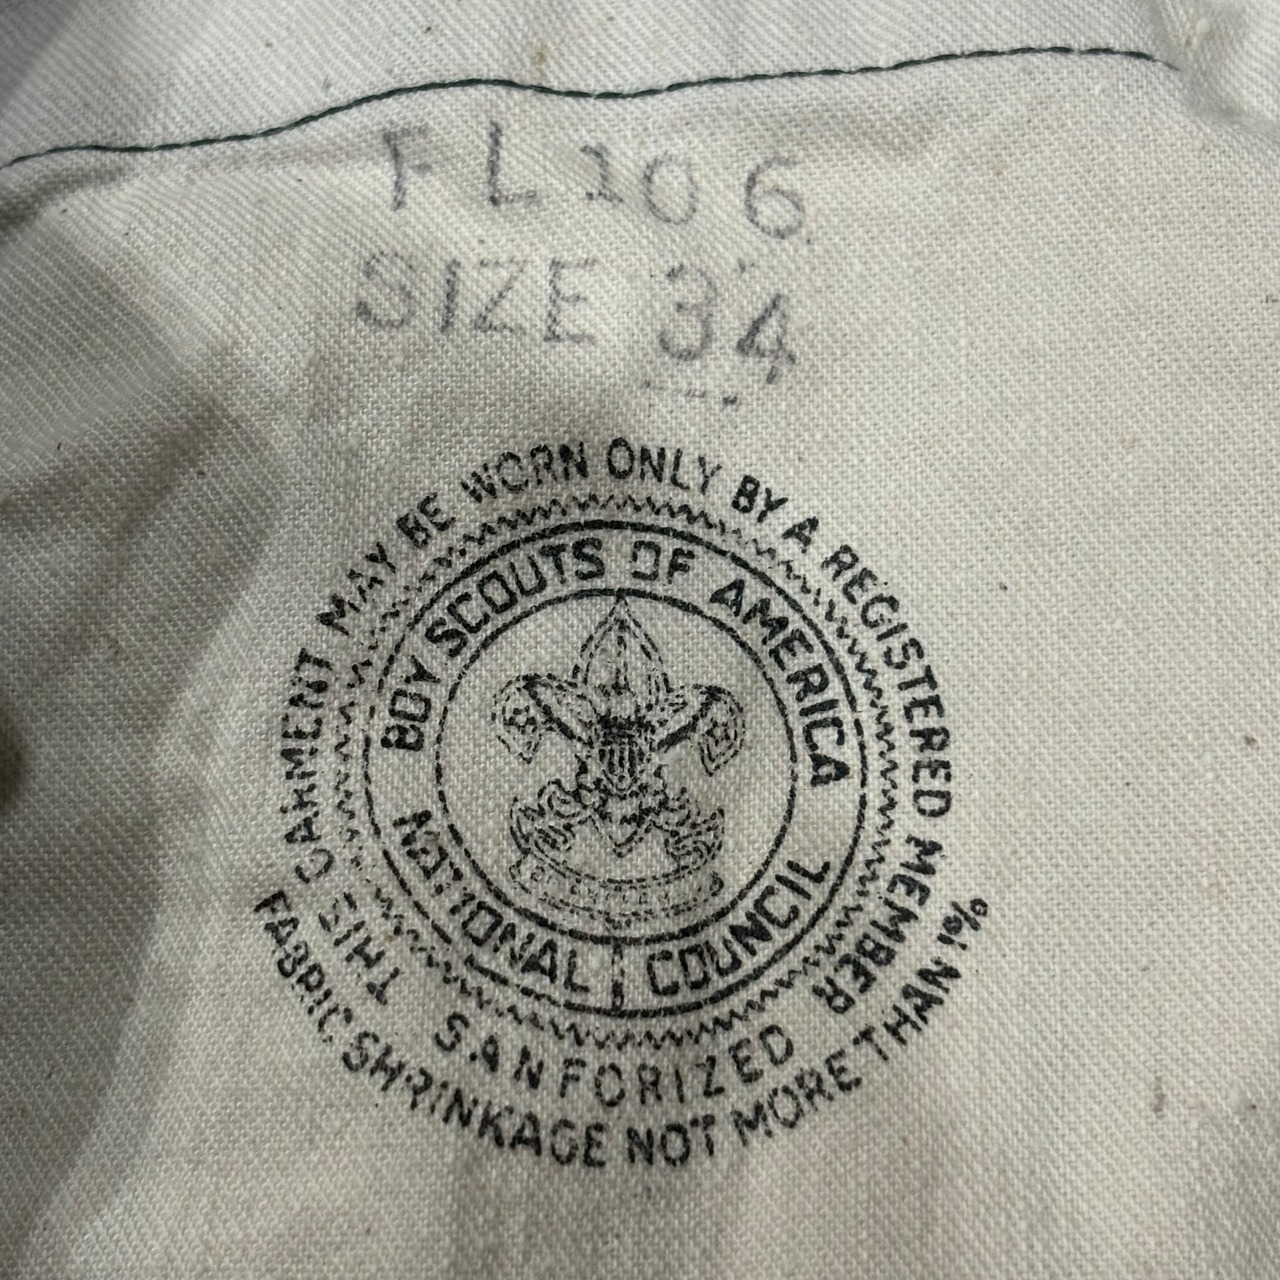 FL106
SIZE 34
THIS GARMENT MAY BE WORN ONLY BY A REGISTERED MEMBER
BOY SCOUTS OF AMERICA
NATIONAL COUNCIL
SANFORIZED
FABRIC SHRINKAGE NOT MORE THAN 1%